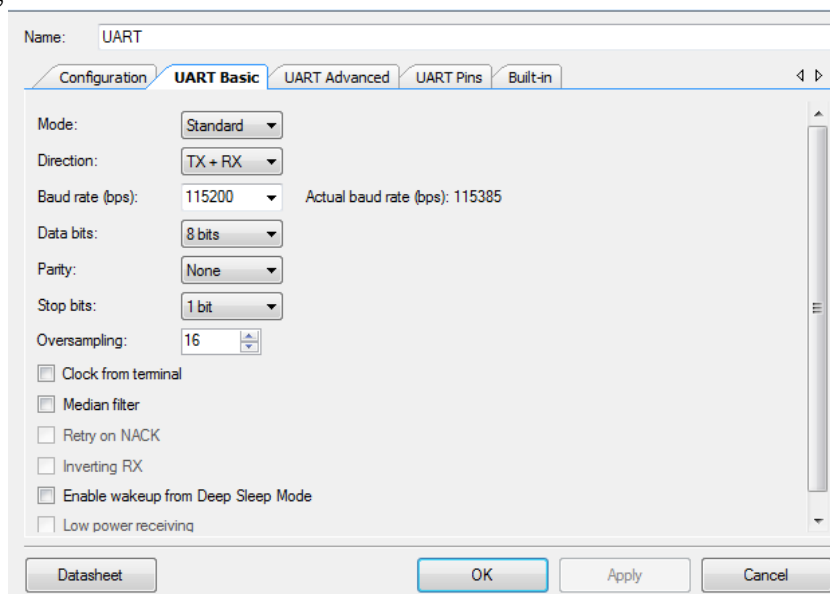 Name: UART
Configuration UART Basic UART Advanced UART Pins Built-in
Mode: Standard
Direction: TX + RX
Baud rate (bps): 115200 Actual baud rate (bps): 115385
Data bits: 8 bits
Parity: None
Stop bits: 1 bit
Oversampling: 16
Clock from terminal
Median filter
Retry on NACK
Inverting RX
Enable wakeup from Deep Sleep Mode
Low power receiving
Datasheet OK Apply Cancel